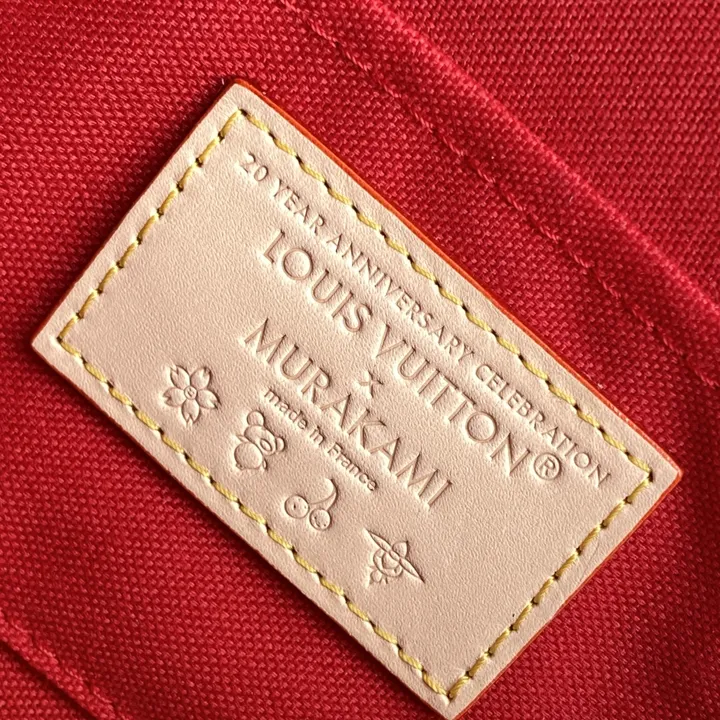 20 YEAR ANNIVERSARY CELEBRATION
LOUIS VUITTON®
x
MURAKAMI
made in France